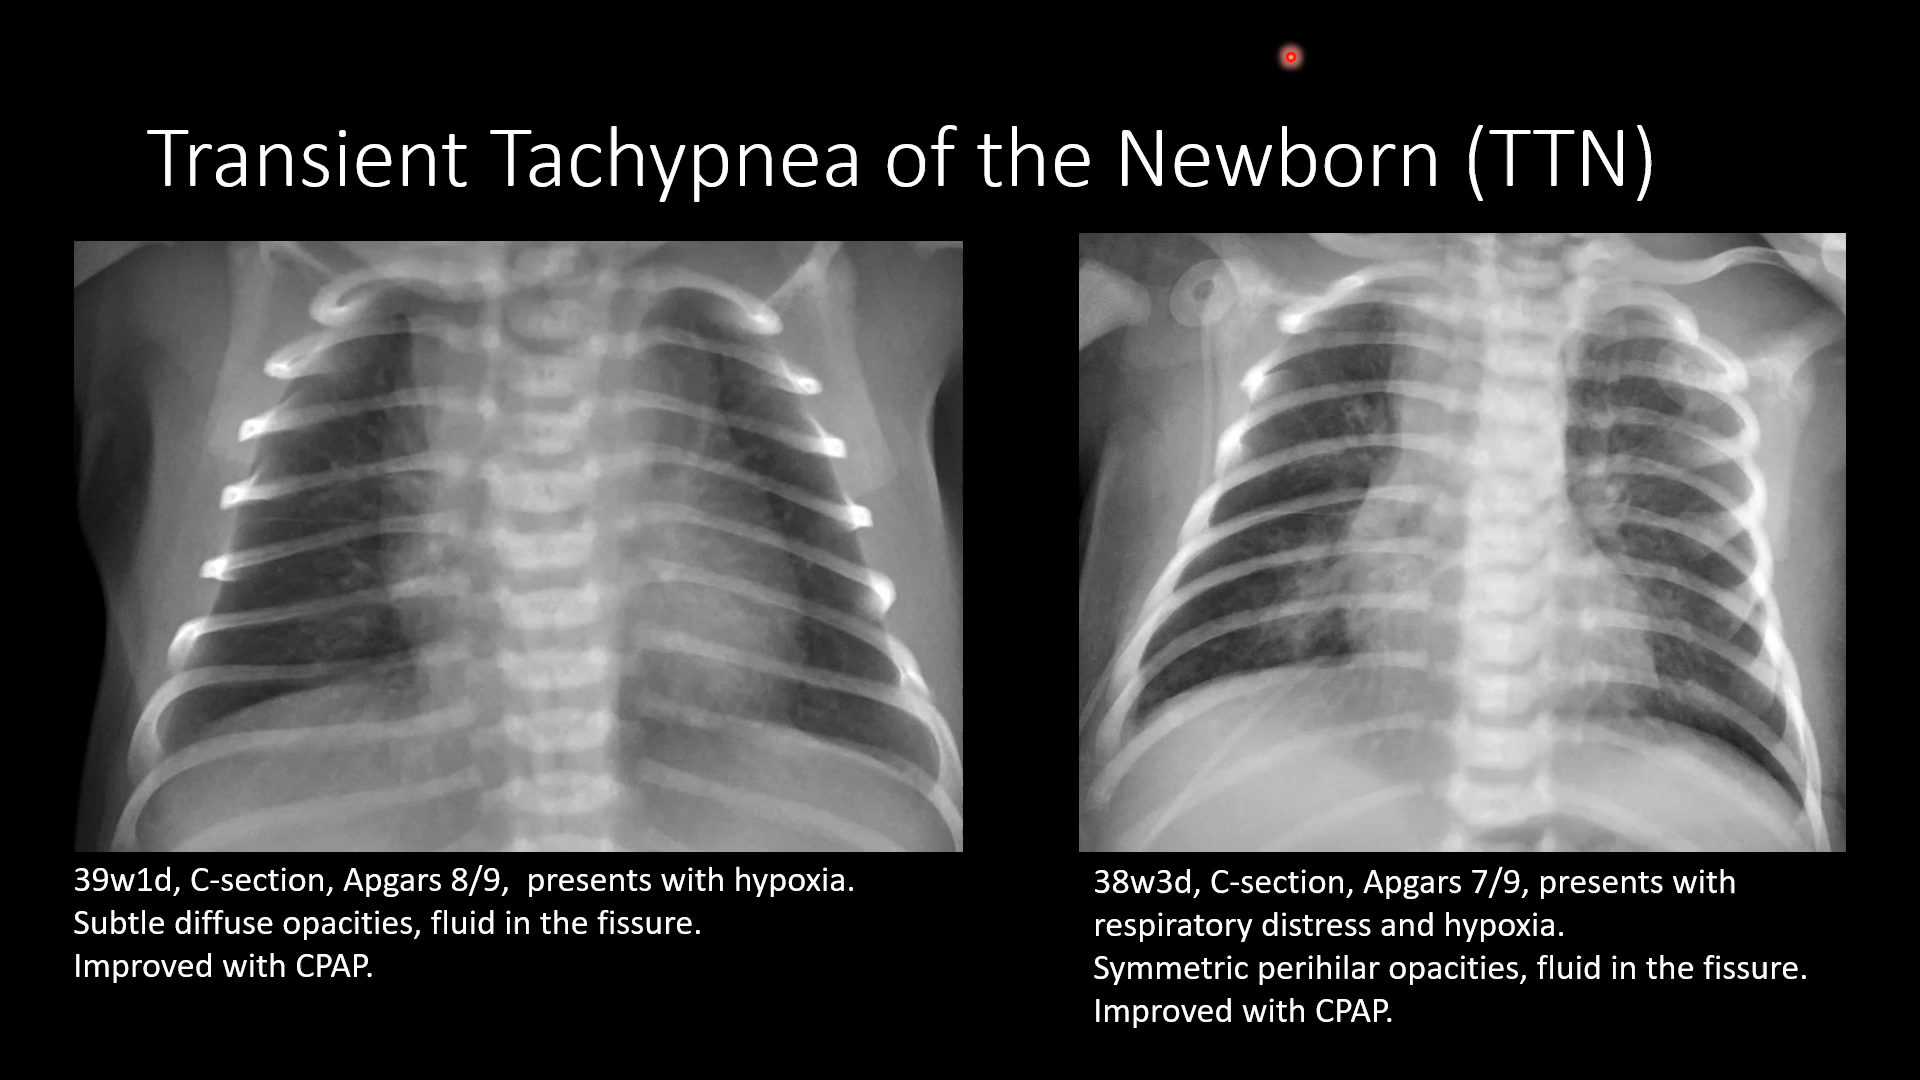 Transient Tachypnea of the Newborn (TTN)
39w1d, C-section, Apgars 8/9,  presents with hypoxia.
Subtle diffuse opacities, fluid in the fissure.
Improved with CPAP.
38w3d, C-section, Apgars 7/9, presents with
respiratory distress and hypoxia.
Symmetric perihilar opacities, fluid in the fissure.
Improved with CPAP.